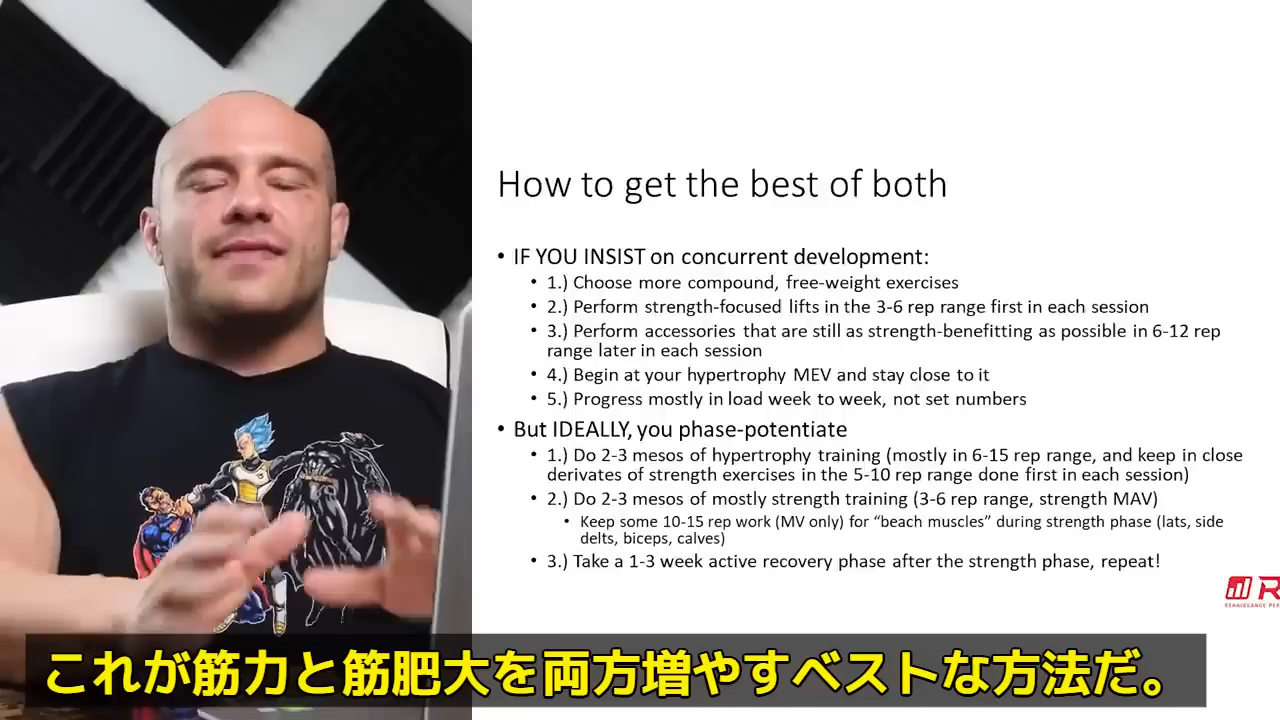 How to get the best of both
• IF YOU INSIST on concurrent development:
• 1.) Choose more compound, free-weight exercises
• 2.) Perform strength-focused lifts in the 3-6 rep range first in each session
• 3.) Perform accessories that are still as strength-benefitting as possible in 6-12 rep
range later in each session
• 4.) Begin at your hypertrophy MEV and stay close to it
• 5.) Progress mostly in load week to week, not set numbers
• But IDEALLY, you phase-potentiate
• 1.) Do 2-3 mesos of hypertrophy training (mostly in 6-15 rep range, and keep in close
derivates of strength exercises in the 5-10 rep range done first in each session)
• 2.) Do 2-3 mesos of mostly strength training (3-6 rep range, strength MAV)
• Keep some 10-15 rep work (MV only) for “beach muscles” during strength phase (lats, side
delts, biceps, calves)
• 3.) Take a 1-3 week active recovery phase after the strength phase, repeat!
R
RENAISSANCE PER
これが筋力と筋肥大を両方増やすベストな方法だ。